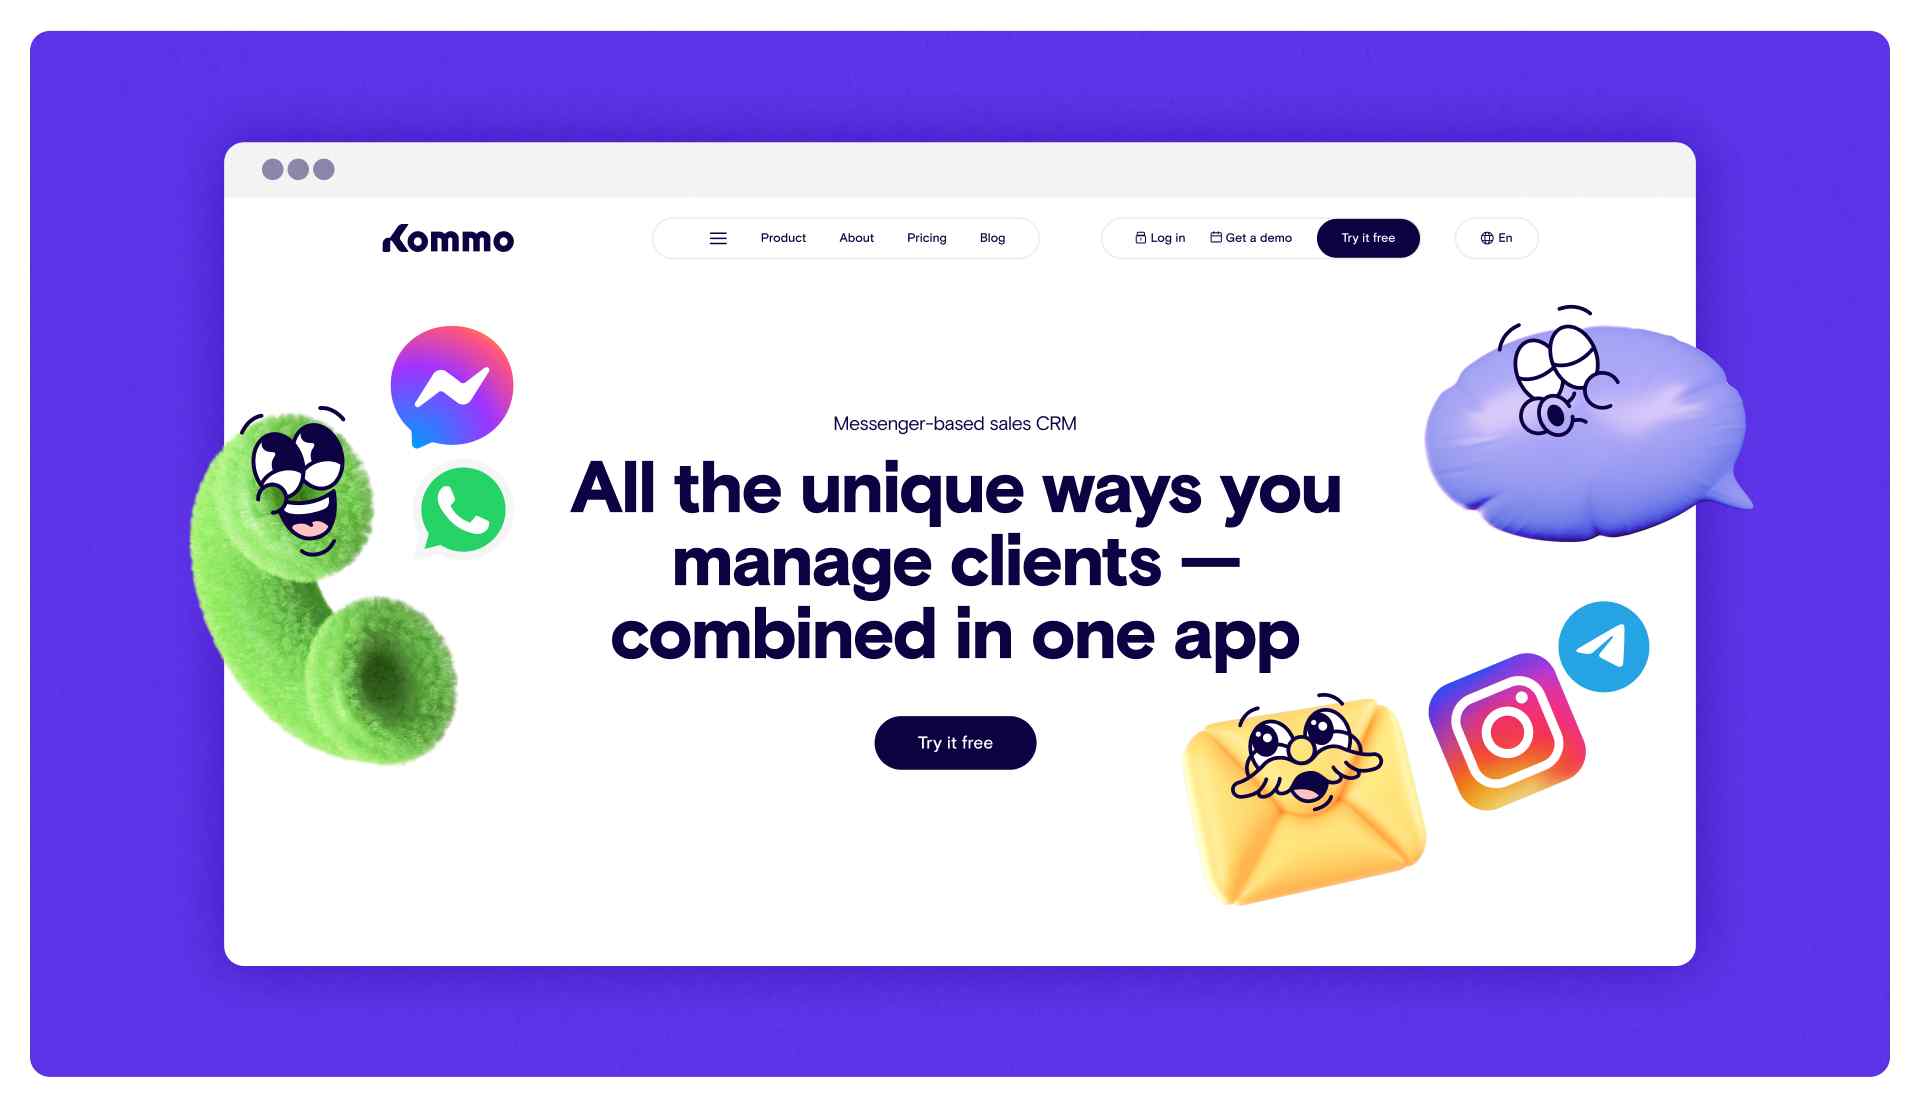 Kommo
Product About Pricing Blog
Log in Get a demo Try it free
En
Messenger-based sales CRM
All the unique ways you
manage clients —
combined in one app
Try it free